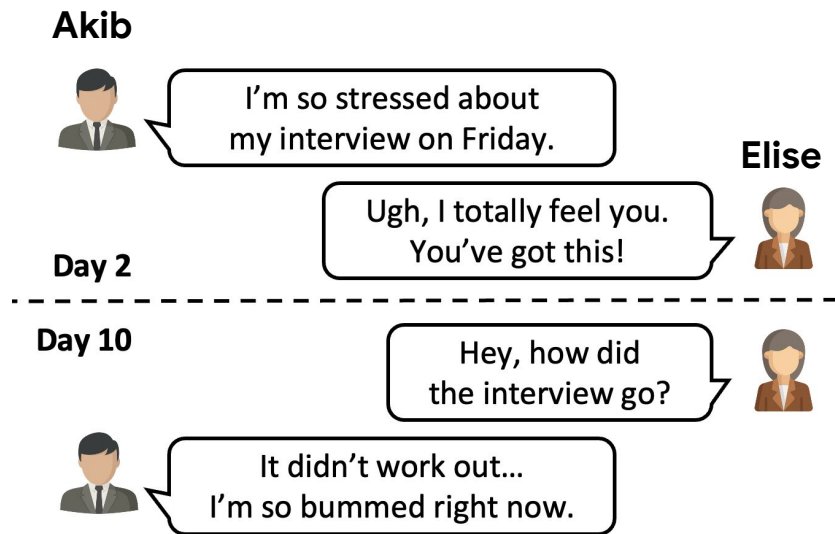 Akib
I’m so stressed about
my interview on Friday.
Elise
Ugh, I totally feel you.
You’ve got this!
Day 2
Day 10
Hey, how did
the interview go?
It didn’t work out...
I’m so bummed right now.